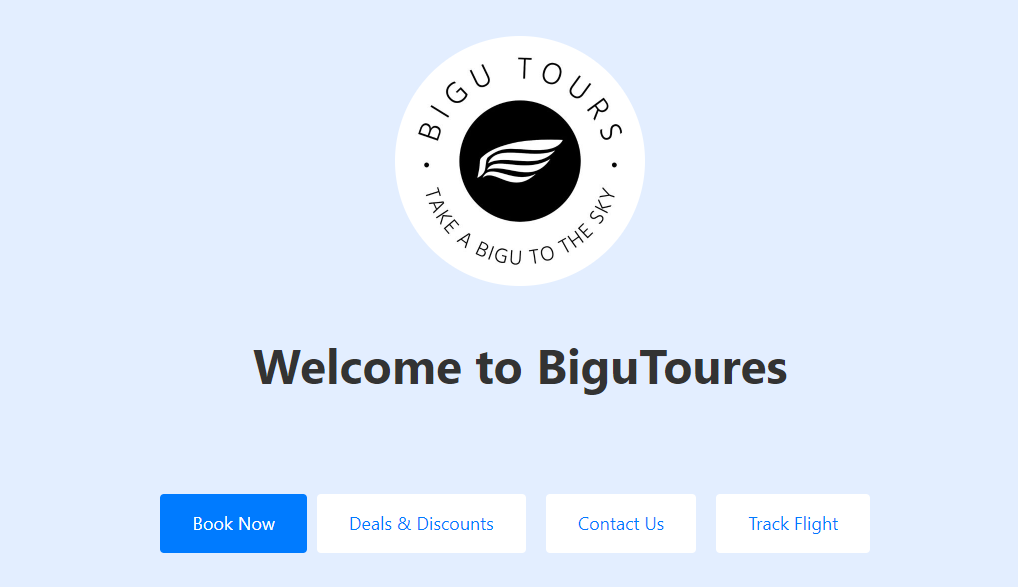 BIGU TOURS
TAKE A BIGU TO THE SKY
Welcome to BiguToures
Book Now
Deals & Discounts
Contact Us
Track Flight